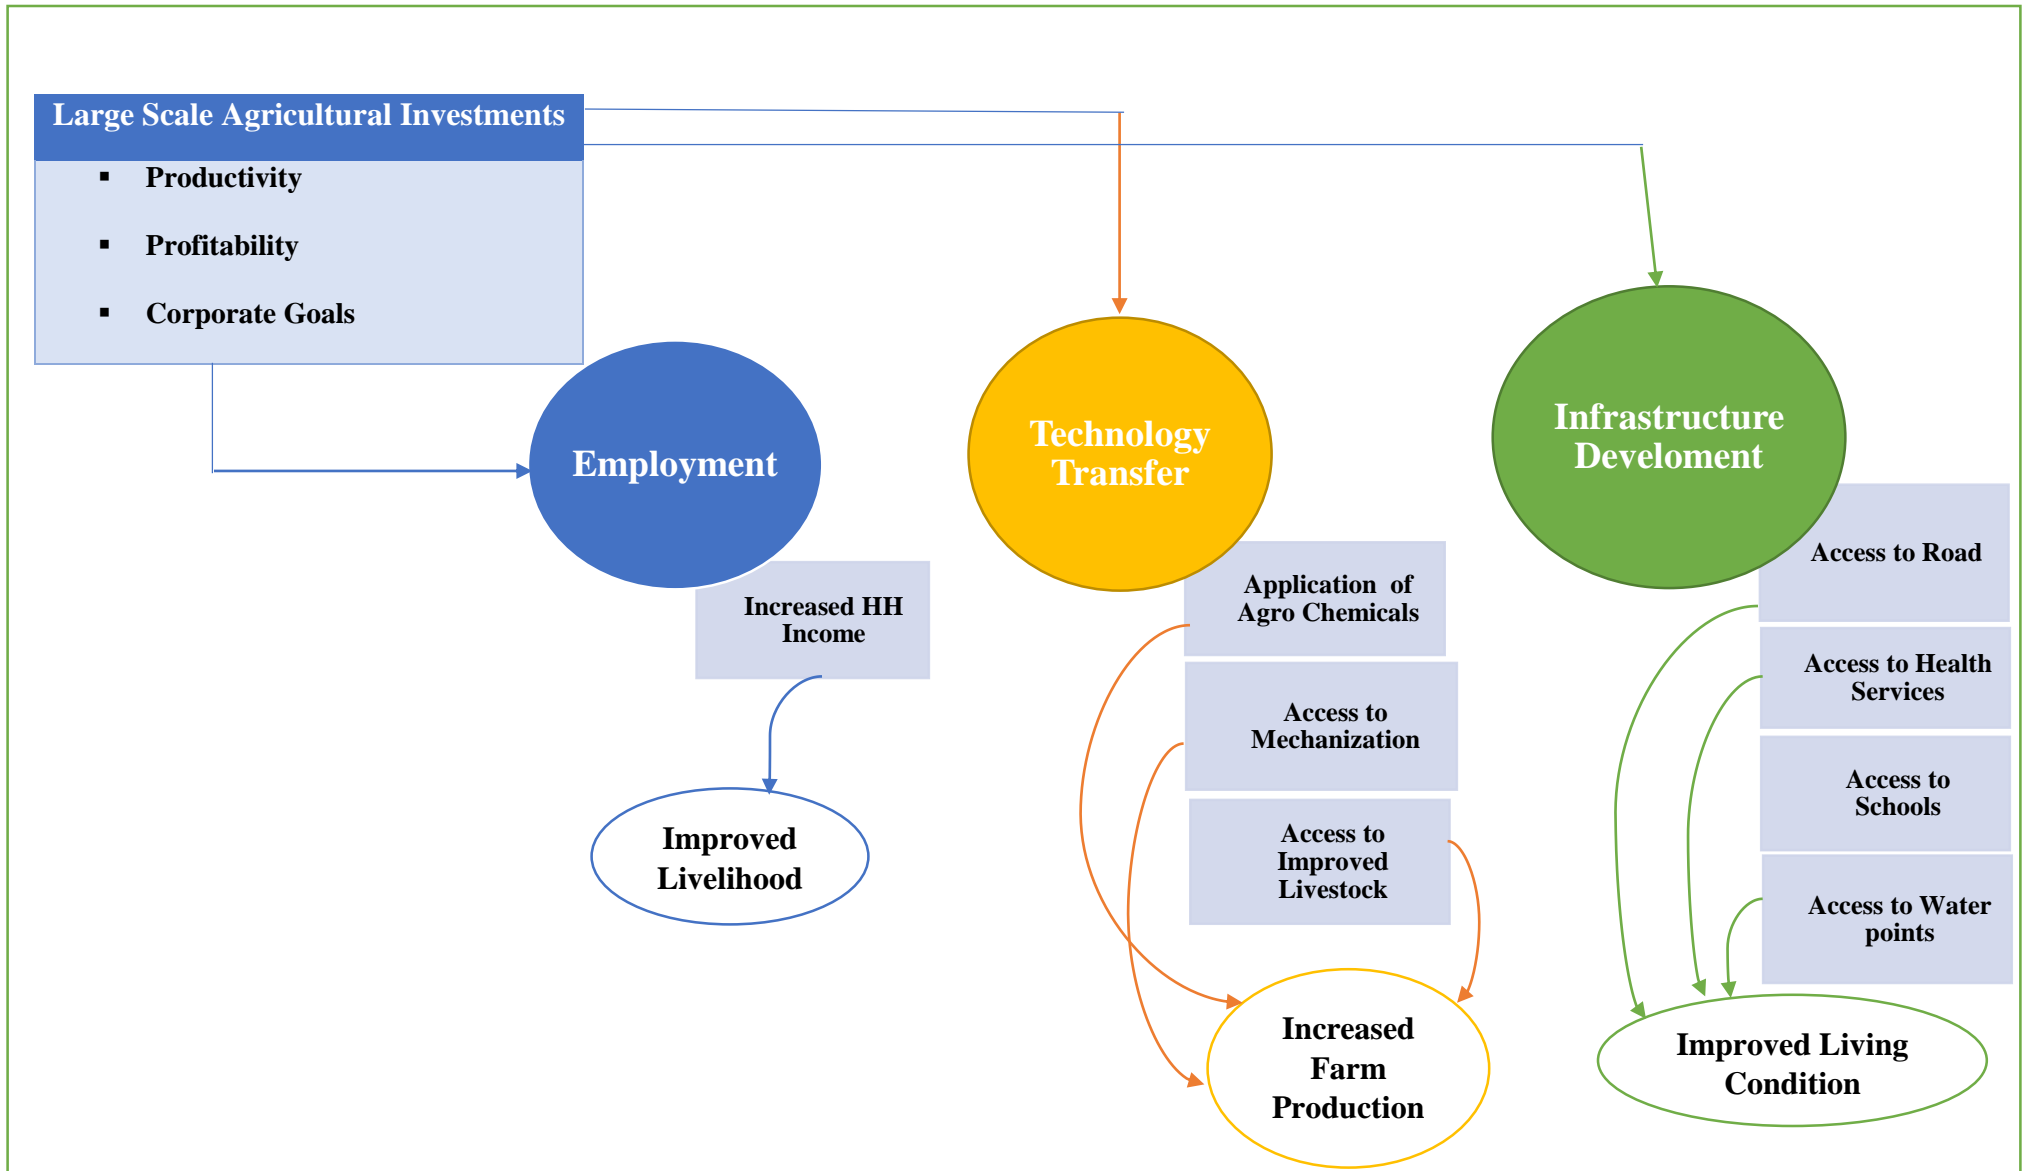 Large Scale Agricultural Investments
▪ Productivity
▪ Profitability
▪ Corporate Goals
Employment
Increased HH
Income
Improved
Livelihood
Technology
Transfer
Application of
Agro Chemicals
Access to
Mechanization
Access to
Improved
Livestock
Increased
Farm
Production
Infrastructure
Develoment
Access to Road
Access to Health
Services
Access to
Schools
Access to Water
points
Improved Living
Condition